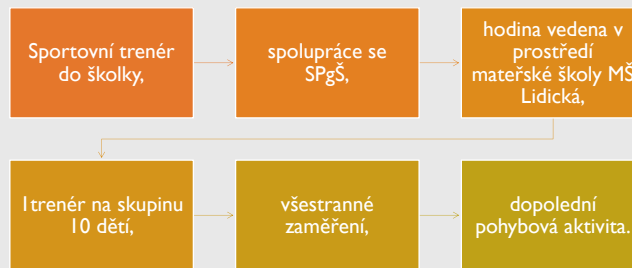 Sportovní trenér
do školky,
spolupráce se
SPgŠ,
hodina vedena v
prostředí
mateřské školy MŠ
Lidická,
1trenér na skupinu
10 dětí,
všestranné
zaměření,
dopolední
pohybová aktivita.